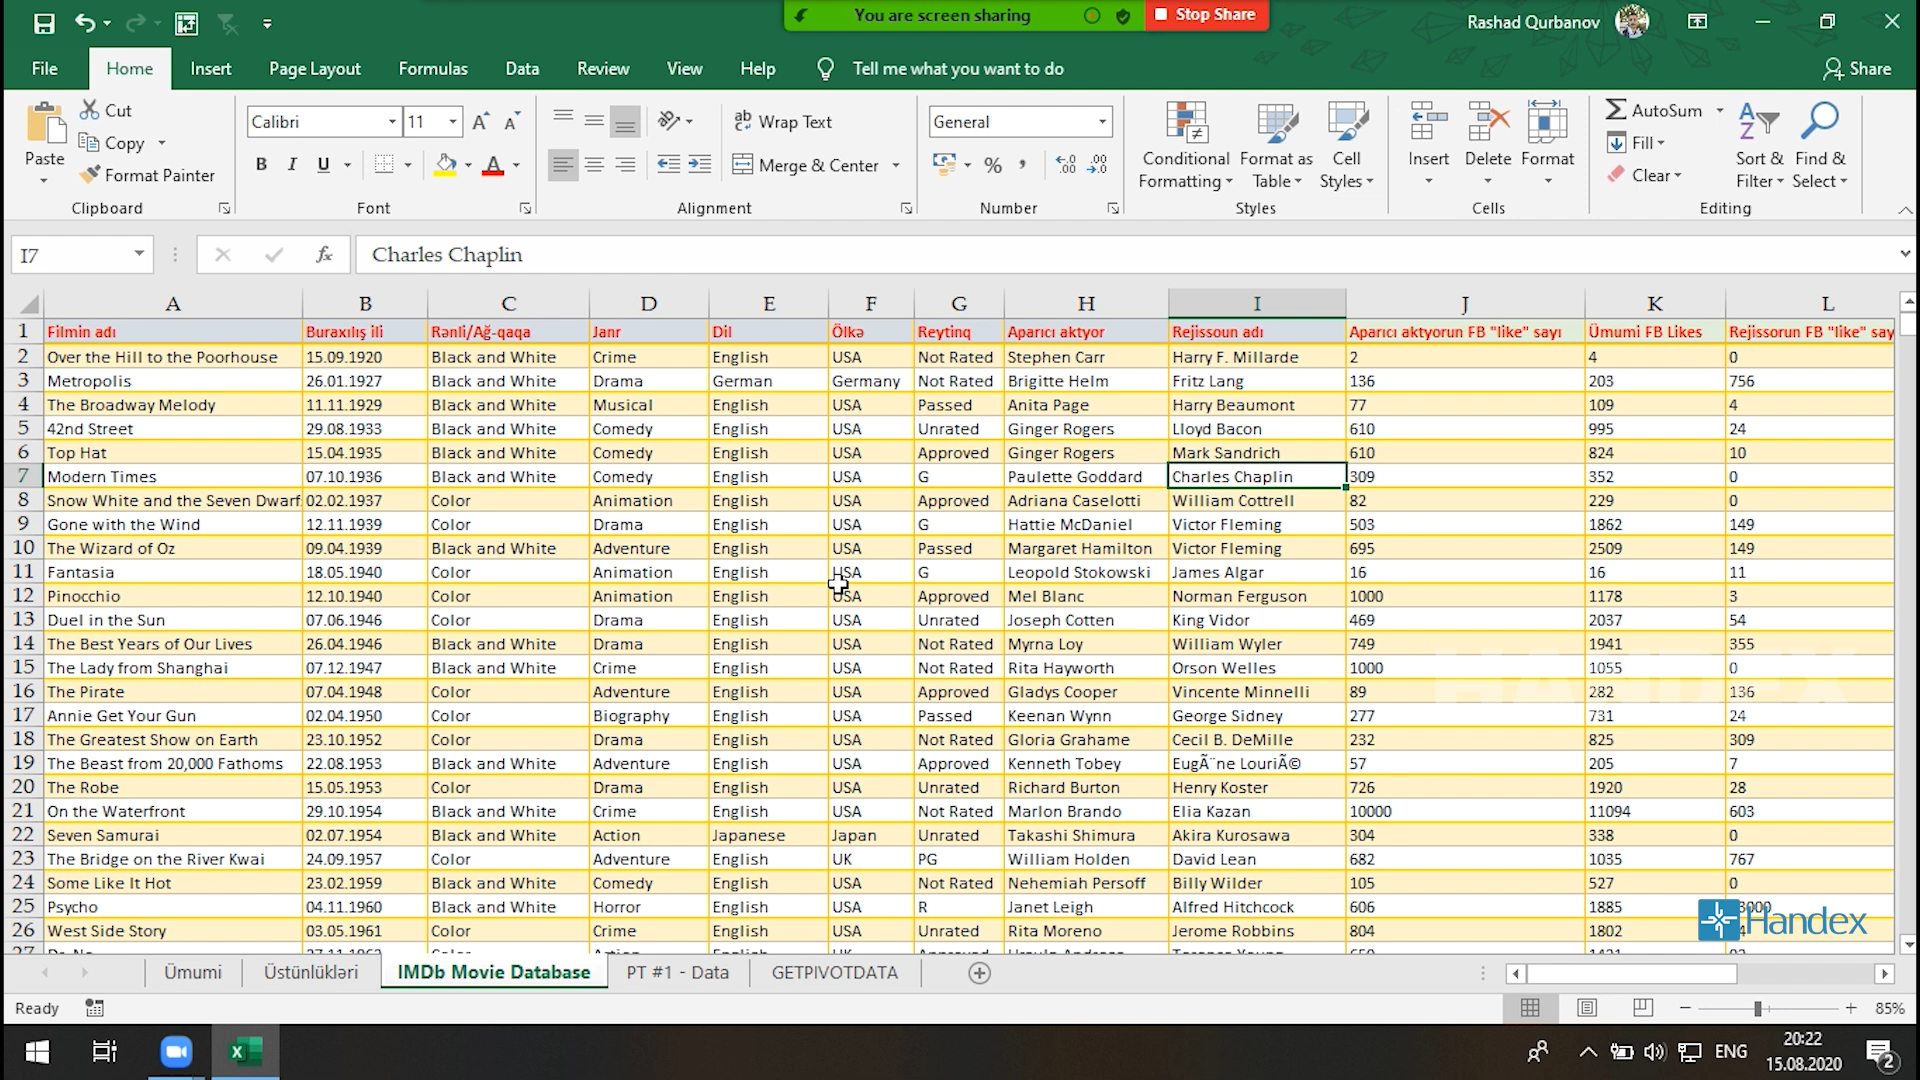 You are screen sharing
Stop Share
Rashad Qurbanov
File Home Insert Page Layout Formulas Data Review View Help Tell me what you want to do Share
Paste
Cut
Copy
Format Painter
Clipboard
Calibri 11
B I U
Font
Wrap Text
Merge & Center
Alignment
General
Number
Conditional Formatting
Format as Table
Cell Styles
Styles
Insert Delete Format
Cells
AutoSum
Fill
Clear
Sort & Filter
Find & Select
Editing
I7 fx Charles Chaplin
A B C D E F G H I J K L
1 Filmin adı Buraxılış ili Rənli/Ağ-qaqa Janr Dil Ölkə Reytinq Aparıcı aktyor Rejissoun adı Aparıcı aktyorun FB "like" sayı Ümumi FB Likes Rejissorun FB "like" say
2 Over the Hill to the Poorhouse 15.09.1920 Black and White Crime English USA Not Rated Stephen Carr Harry F. Millarde 2 4 0
3 Metropolis 26.01.1927 Black and White Drama German Germany Not Rated Brigitte Helm Fritz Lang 136 203 756
4 The Broadway Melody 11.11.1929 Black and White Musical English USA Passed Anita Page Harry Beaumont 77 109 4
5 42nd Street 29.08.1933 Black and White Comedy English USA Unrated Ginger Rogers Lloyd Bacon 610 995 24
6 Top Hat 15.04.1935 Black and White Comedy English USA Approved Ginger Rogers Mark Sandrich 610 824 10
7 Modern Times 07.10.1936 Black and White Comedy English USA G Paulette Goddard Charles Chaplin 309 352 0
8 Snow White and the Seven Dwarf 02.02.1937 Color Animation English USA Approved Adriana Caselotti William Cottrell 82 229 0
9 Gone with the Wind 12.11.1939 Color Drama English USA G Hattie McDaniel Victor Fleming 503 1862 149
10 The Wizard of Oz 09.04.1939 Black and White Adventure English USA Passed Margaret Hamilton Victor Fleming 695 2509 149
11 Fantasia 18.05.1940 Color Animation English USA G Leopold Stokowski James Algar 16 16 11
12 Pinocchio 12.10.1940 Color Animation English USA Approved Mel Blanc Norman Ferguson 1000 1178 3
13 Duel in the Sun 07.06.1946 Color Drama English USA Unrated Joseph Cotten King Vidor 469 2037 54
14 The Best Years of Our Lives 26.04.1946 Black and White Drama English USA Not Rated Myrna Loy William Wyler 749 1941 355
15 The Lady from Shanghai 07.12.1947 Black and White Crime English USA Not Rated Rita Hayworth Orson Welles 1000 1055 0
16 The Pirate 07.04.1948 Color Adventure English USA Approved Gladys Cooper Vincente Minnelli 89 282 136
17 Annie Get Your Gun 02.04.1950 Color Biography English USA Passed Keenan Wynn George Sidney 277 731 24
18 The Greatest Show on Earth 23.10.1952 Color Drama English USA Not Rated Gloria Grahame Cecil B. DeMille 232 825 309
19 The Beast from 20,000 Fathoms 22.08.1953 Black and White Adventure English USA Approved Kenneth Tobey EugÃ¨ne LouriÃ© 57 205 7
20 The Robe 15.05.1953 Color Drama English USA Unrated Richard Burton Henry Koster 726 1920 28
21 On the Waterfront 29.10.1954 Black and White Crime English USA Not Rated Marlon Brando Elia Kazan 10000 11094 603
22 Seven Samurai 02.07.1954 Black and White Action Japanese Japan Unrated Takashi Shimura Akira Kurosawa 304 338 0
23 The Bridge on the River Kwai 24.09.1957 Color Adventure English UK PG William Holden David Lean 682 1035 767
24 Some Like It Hot 23.02.1959 Black and White Comedy English USA Not Rated Nehemiah Persoff Billy Wilder 105 527 0
25 Psycho 04.11.1960 Black and White Horror English USA R Janet Leigh Alfred Hitchcock 606 1885
26 West Side Story 03.05.1961 Color Crime English USA Unrated Rita Moreno Jerome Robbins 804 1802
HANDEX
Handex
Ümumi Üstünlükləri IMDb Movie Database PT #1 - Data GETPIVOTDATA
Ready 85%
ENG 20:22
15.08.2020
2